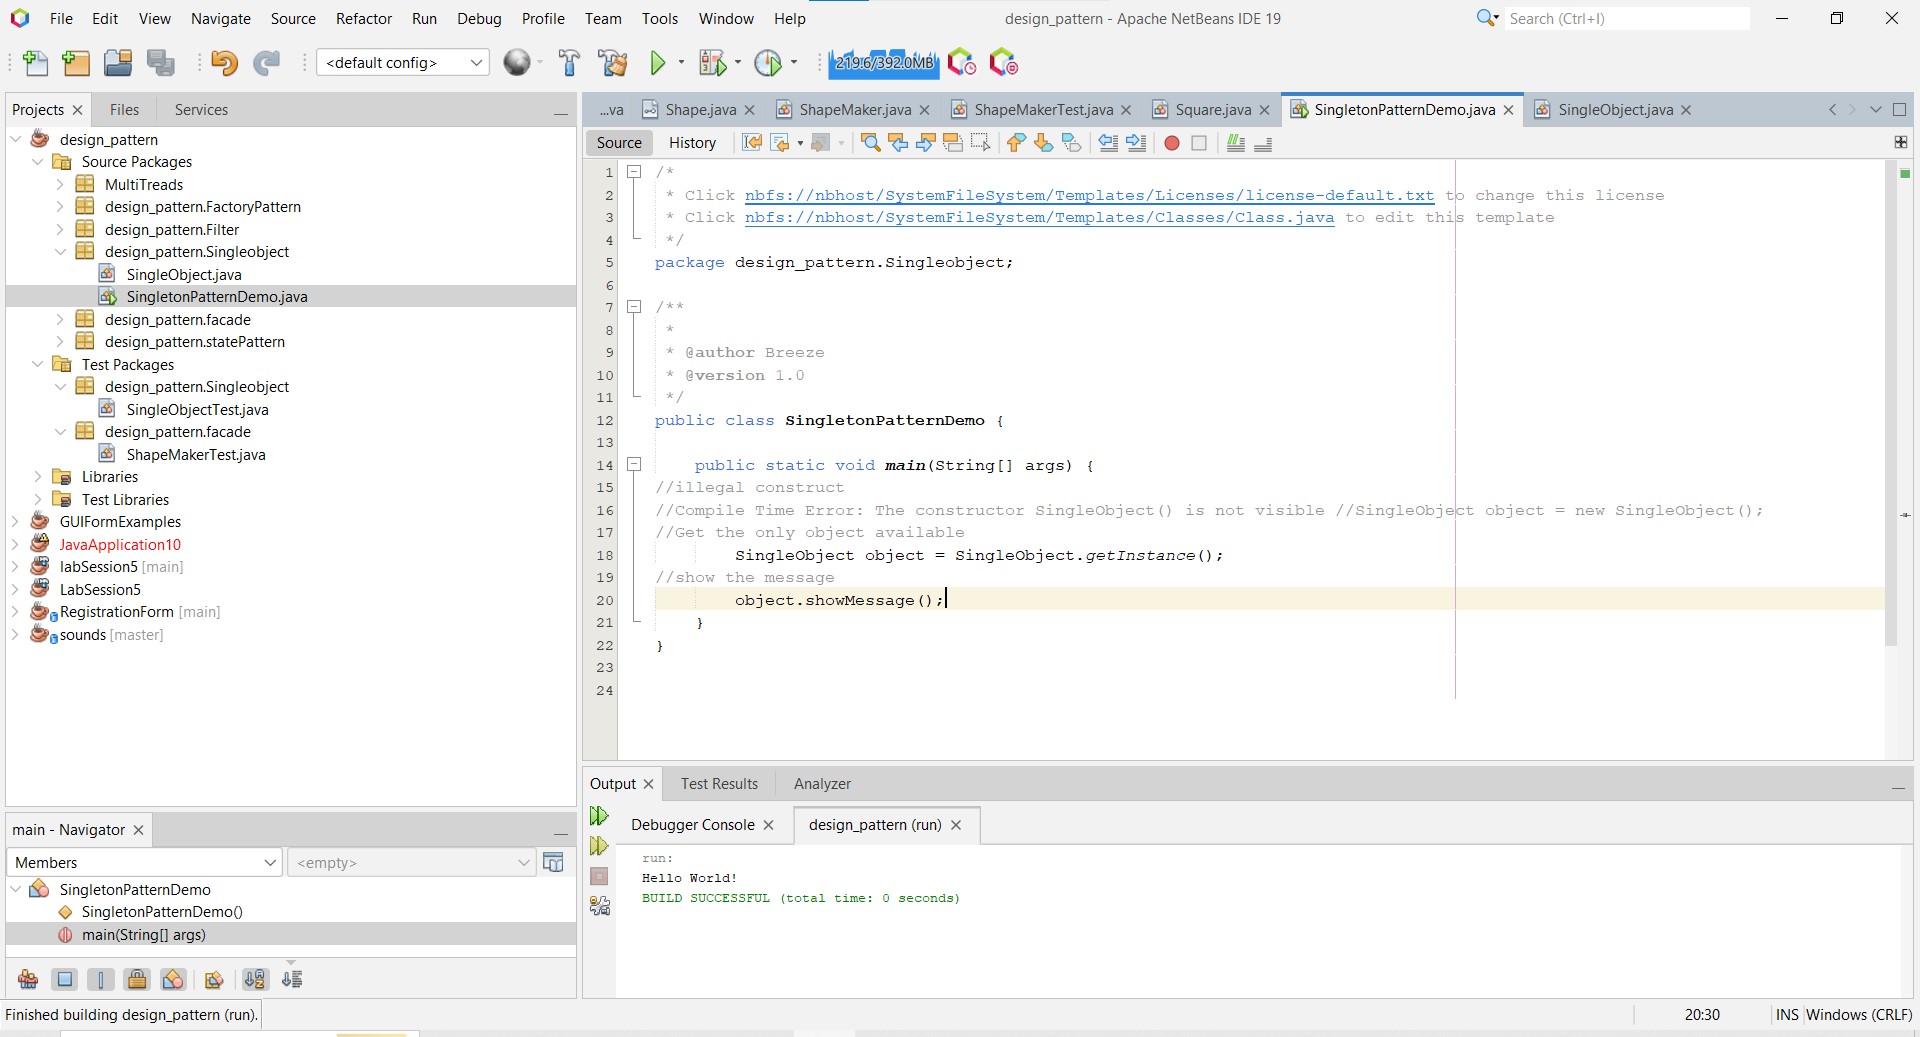 File Edit View Navigate Source Refactor Run Debug Profile Team Tools Window Help
design_pattern - Apache NetBeans IDE 19
Search (Ctrl+I)
<default config>
219.6/392.0MB
Projects Files Services
design_pattern
Source Packages
MultiTreads
design_pattern.FactoryPattern
design_pattern.Filter
design_pattern.Singleobject
SingleObject.java
SingletonPatternDemo.java
design_pattern.facade
design_pattern.statePattern
Test Packages
design_pattern.Singleobject
SingleObjectTest.java
design_pattern.facade
ShapeMakerTest.java
Libraries
Test Libraries
GUIFormExamples
JavaApplication10
labSession5 [main]
LabSession5
RegistrationForm [main]
sounds [master]
main - Navigator
Members
<empty>
SingletonPatternDemo
SingletonPatternDemo()
main(String[] args)
...va Shape.java ShapeMaker.java ShapeMakerTest.java Square.java SingletonPatternDemo.java SingleObject.java
Source History
1 /*
2 * Click nbfs://nbhost/SystemFileSystem/Templates/Licenses/license-default.txt to change this license
3 * Click nbfs://nbhost/SystemFileSystem/Templates/Classes/Class.java to edit this template
4 */
5 package design_pattern.Singleobject;
6
7 /**
8 *
9 * @author Breeze
10 * @version 1.0
11 */
12 public class SingletonPatternDemo {
13
14 public static void main(String[] args) {
15 //illegal construct
16 //Compile Time Error: The constructor SingleObject() is not visible //SingleObject object = new SingleObject();
17 //Get the only object available
18 SingleObject object = SingleObject.getInstance();
19 //show the message
20 object.showMessage();
21 }
22 }
23
24
Output Test Results Analyzer
Debugger Console design_pattern (run)
run:
Hello World!
BUILD SUCCESSFUL (total time: 0 seconds)
Finished building design_pattern (run).
20:30 INS Windows (CRLF)